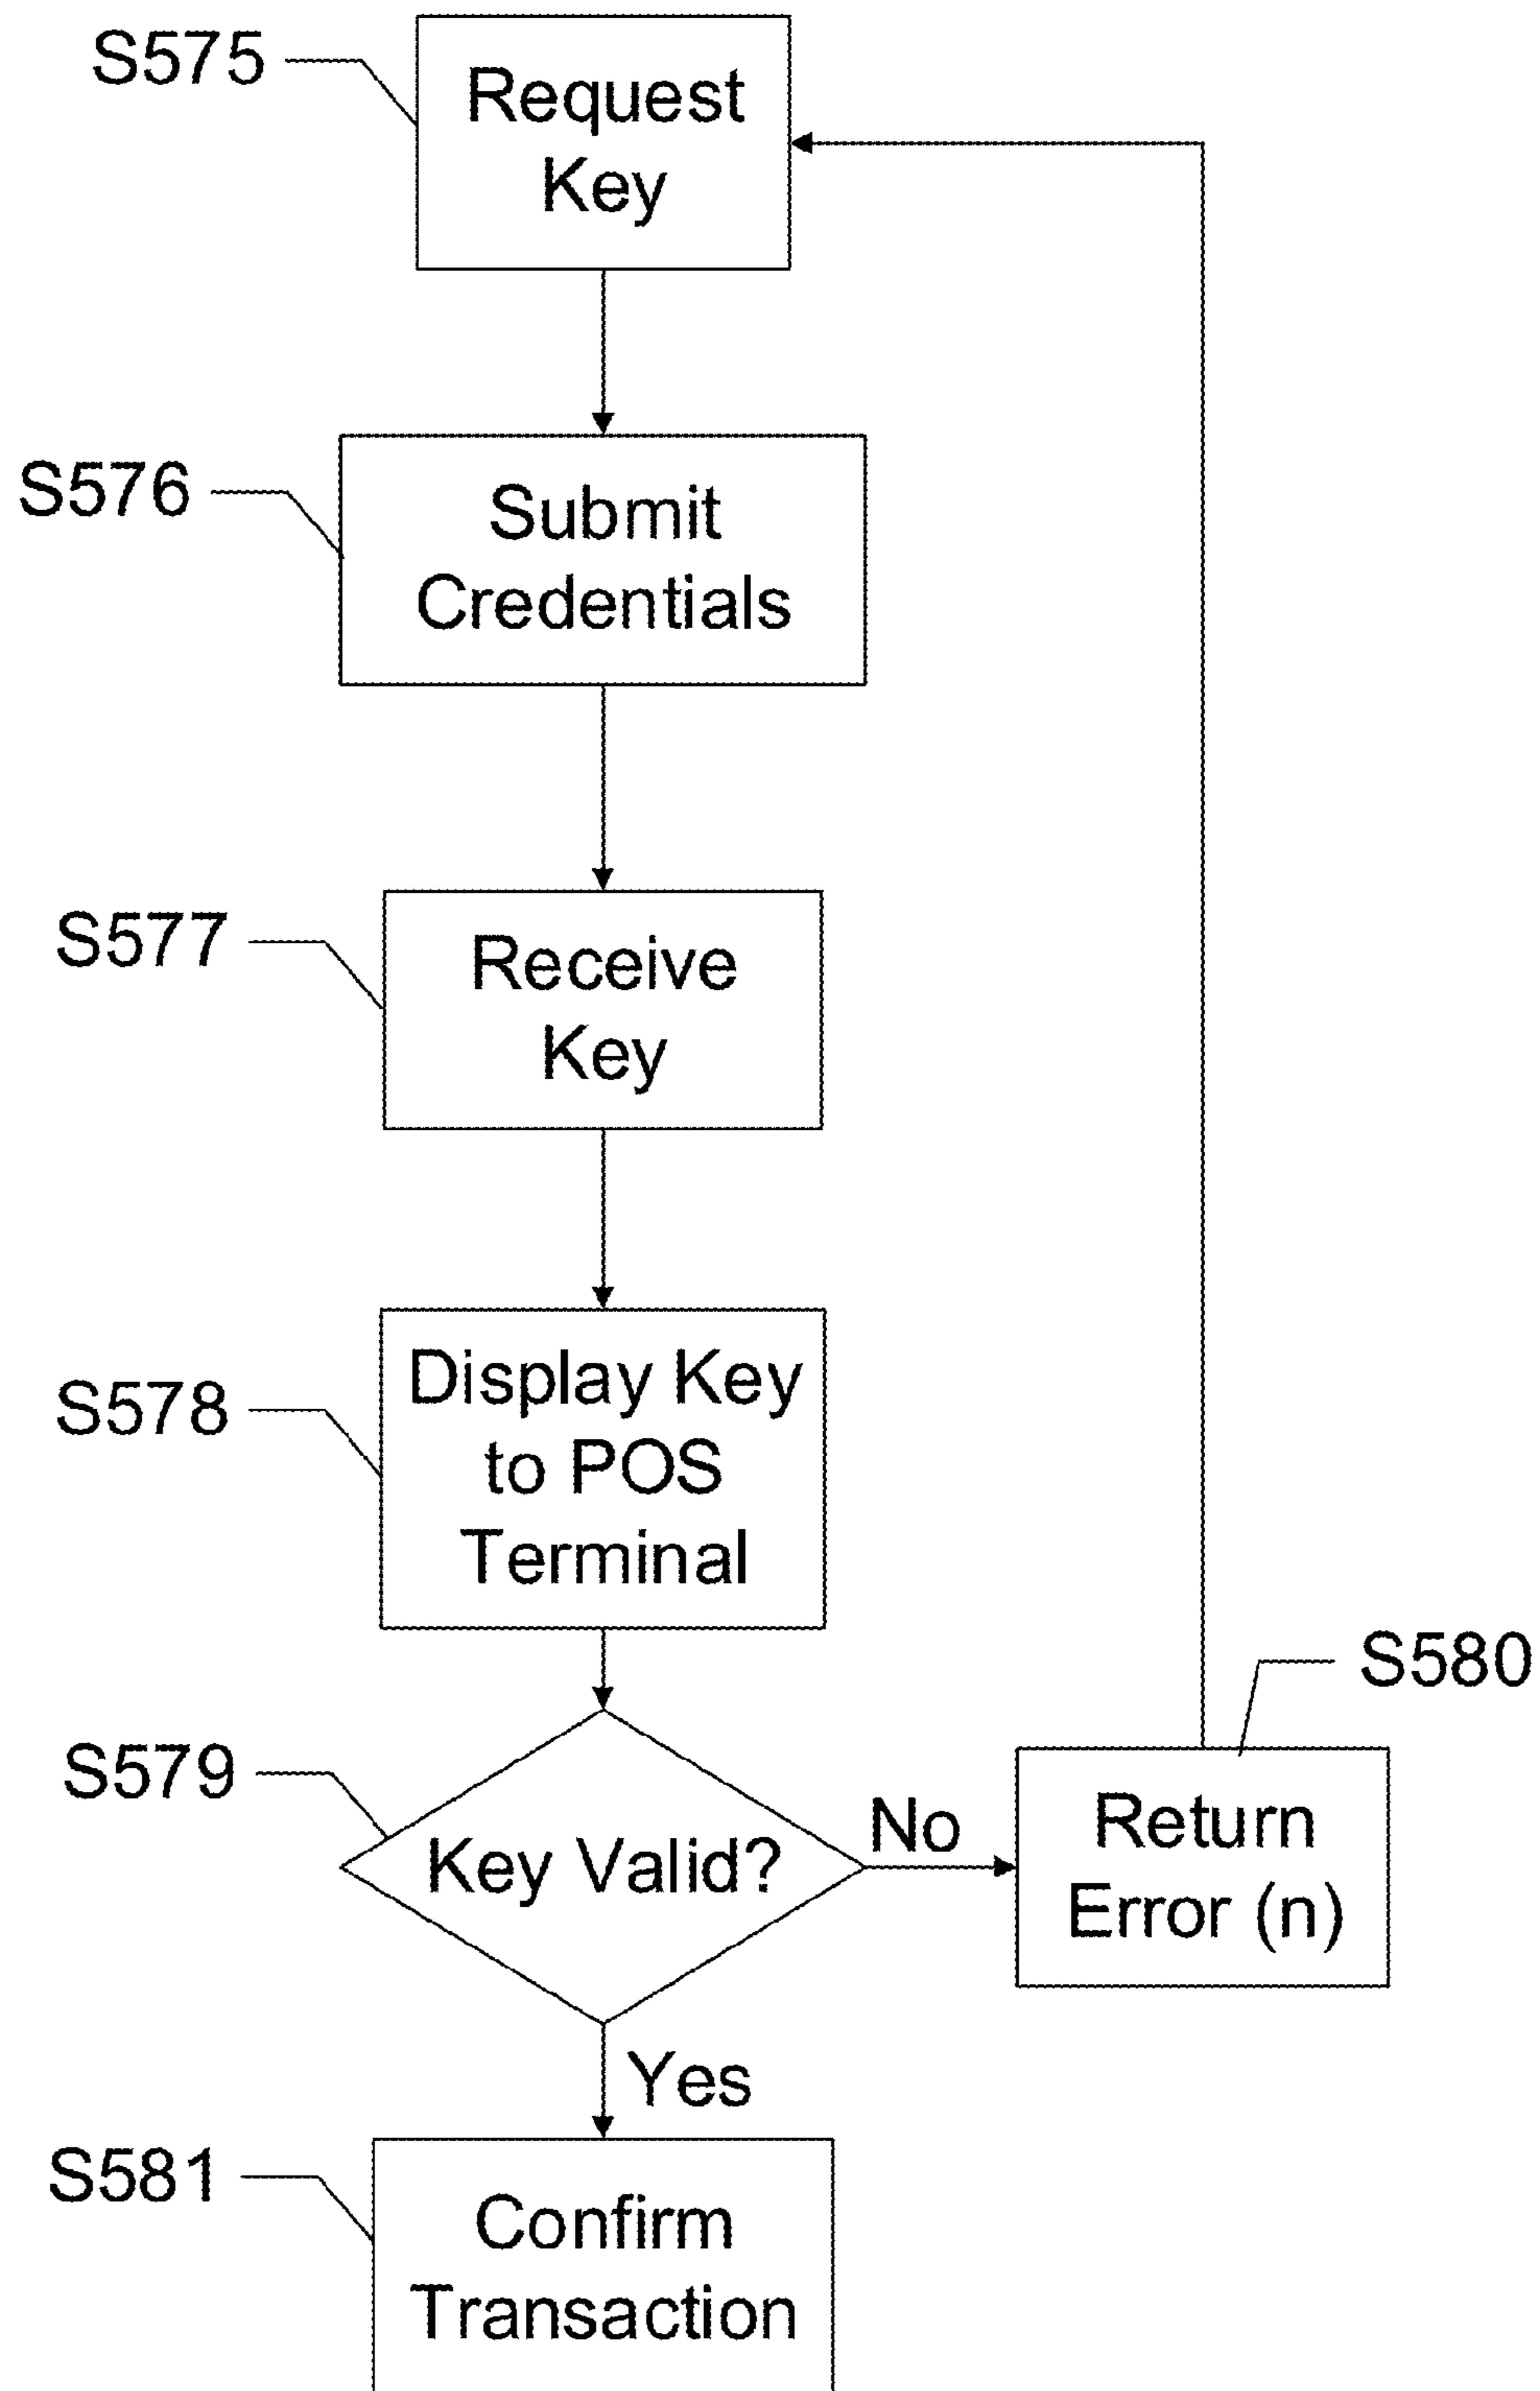 S575
Request
Key
S576
Submit
Credentials
S577
Receive
Key
S578
Display Key
to POS
Terminal
S579
Key Valid?
No
S580
Return
Error (n)
Yes
S581
Confirm
Transaction